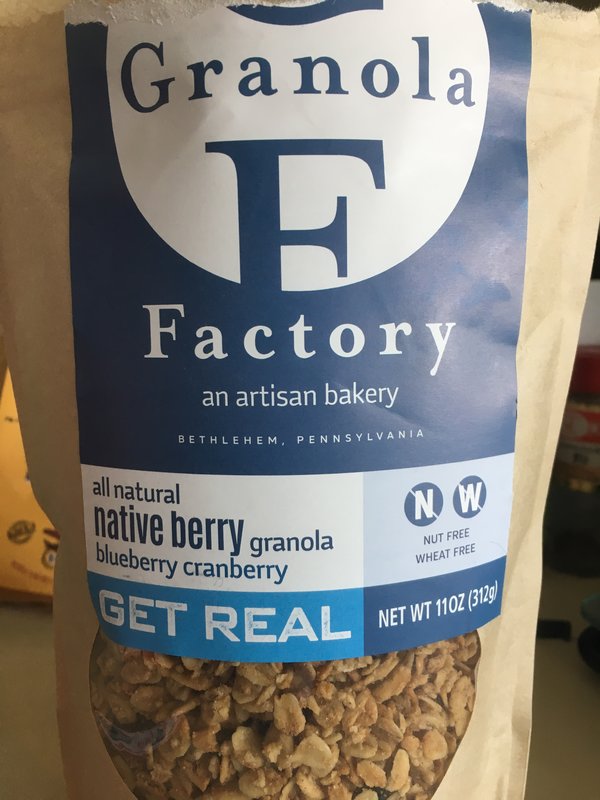 Granola
F
Factory
an artisan bakery
BETHLEHEM, PENNSYLVANIA
all natural
native berry granola
blueberry cranberry
N W
NUT FREE
WHEAT FREE
GET REAL
NET WT 11OZ (312g)